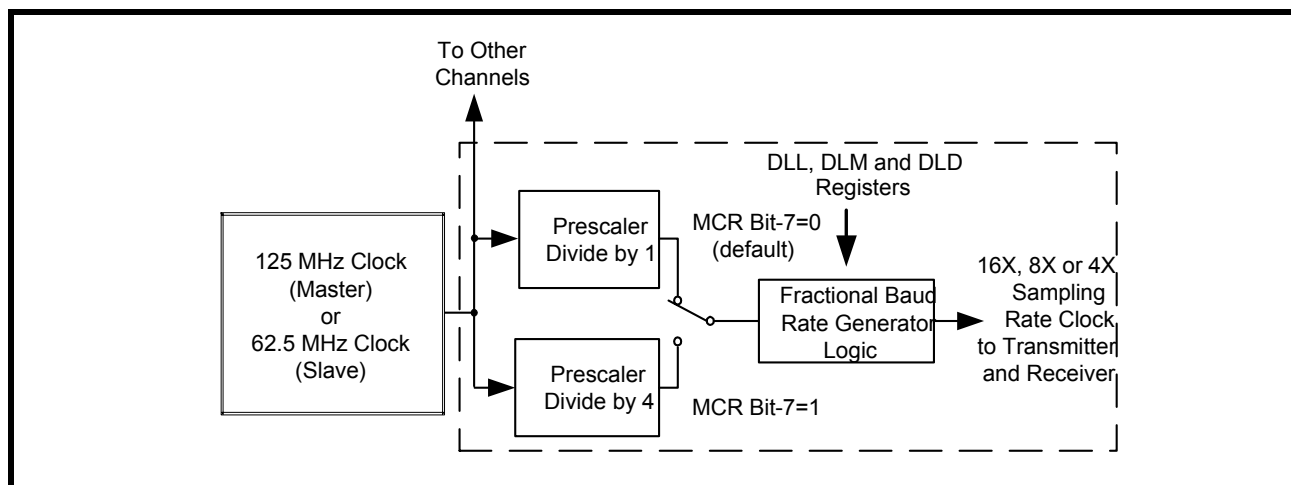 To Other
Channels
DLL, DLM and DLD
Registers
125 MHz Clock
(Master)
or
62.5 MHz Clock
(Slave)
Prescaler
Divide by 1
MCR Bit-7=0
(default)
Fractional Baud
Rate Generator
Logic
16X, 8X or 4X
Sampling
Rate Clock
to Transmitter
and Receiver
Prescaler
Divide by 4
MCR Bit-7=1